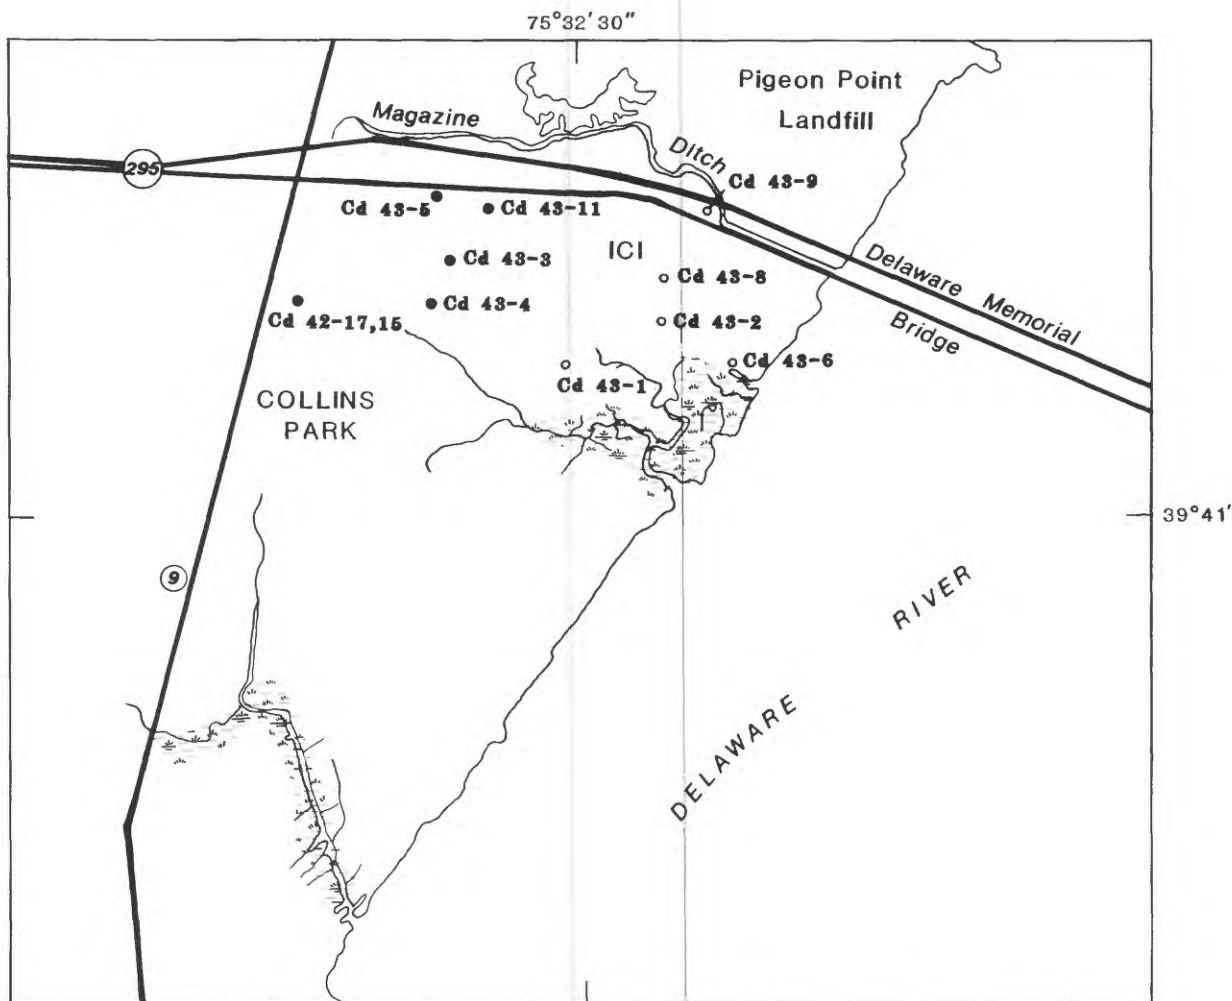 75°32'30"
Pigeon Point
Landfill
Magazine
Ditch
295
Cd 43-9
Cd 43-5
Cd 43-11
ICI
Cd 43-3
Cd 43-8
Delaware Memorial
Bridge
Cd 42-17,15
Cd 43-4
Cd 43-2
Cd 43-6
Cd 43-1
COLLINS
PARK
39°41'
9
RIVER
DELAWARE